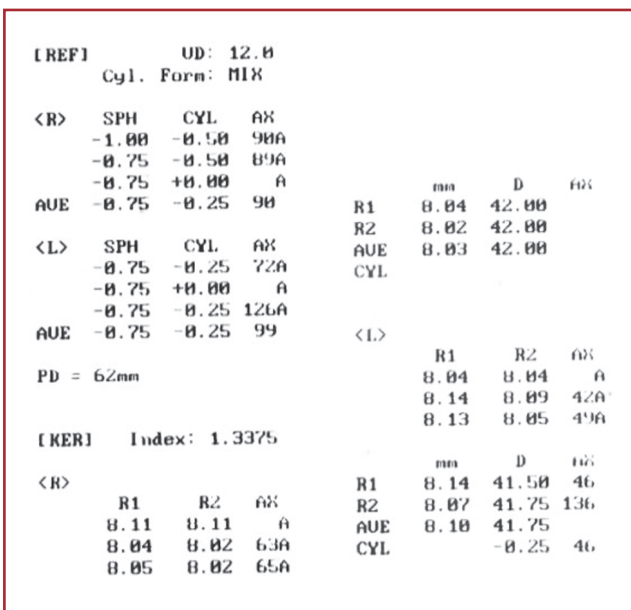 [REF] VD: 12.0
Cyl. Form: MIX
<R> SPH CYL AX
-1.00 -0.50 90A
-0.75 -0.50 89A
-0.75 +0.00 A
AVE -0.75 -0.25 90
<L> SPH CYL AX
-0.75 -0.25 72A
-0.75 +0.00 A
-0.75 -0.25 126A
AVE -0.75 -0.25 99
PD = 62mm
[KER] Index: 1.3375
<R>
R1 R2 AX
8.11 8.11 A
8.04 8.02 63A
8.05 8.02 65A
mm D AX
R1 8.04 42.00
R2 8.02 42.00
AVE 8.03 42.00
CYL
<L>
R1 R2 AX
8.04 8.04 A
8.14 8.09 42A
8.13 8.05 49A
mm D AX
R1 8.14 41.50 46
R2 8.07 41.75 136
AVE 8.10 41.75
CYL -0.25 46